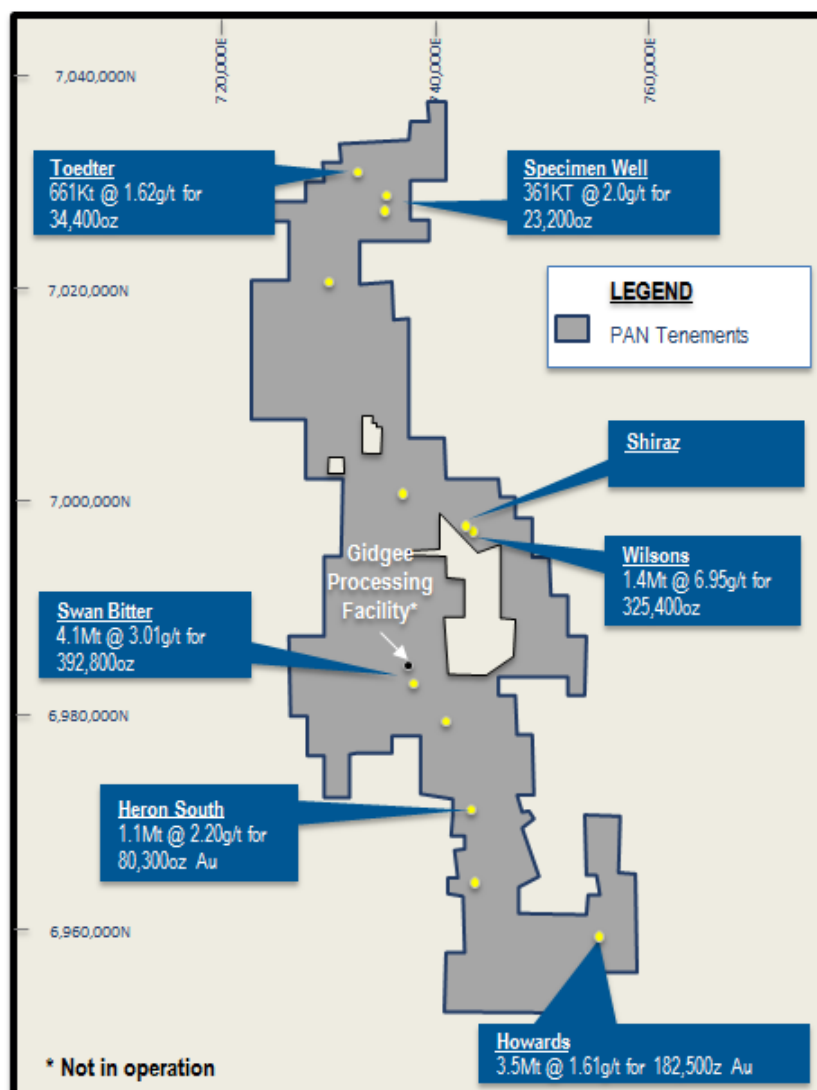 720,000E
740,000E
760,000E
7,040,000N
Toedter
661Kt @ 1.62g/t for
34,400oz
Specimen Well
361KT @ 2.0g/t for
23,200oz
7,020,000N
LEGEND
PAN Tenements
Shiraz
7,000,000N
Gidgee
Processing
Facility*
Wilsons
1.4Mt @ 6.95g/t for
325,400oz
Swan Bitter
4.1Mt @ 3.01g/t for
392,800oz
6,980,000N
Heron South
1.1Mt @ 2.20g/t for
80,300oz Au
6,960,000N
Howards
3.5Mt @ 1.61g/t for 182,500z Au
* Not in operation